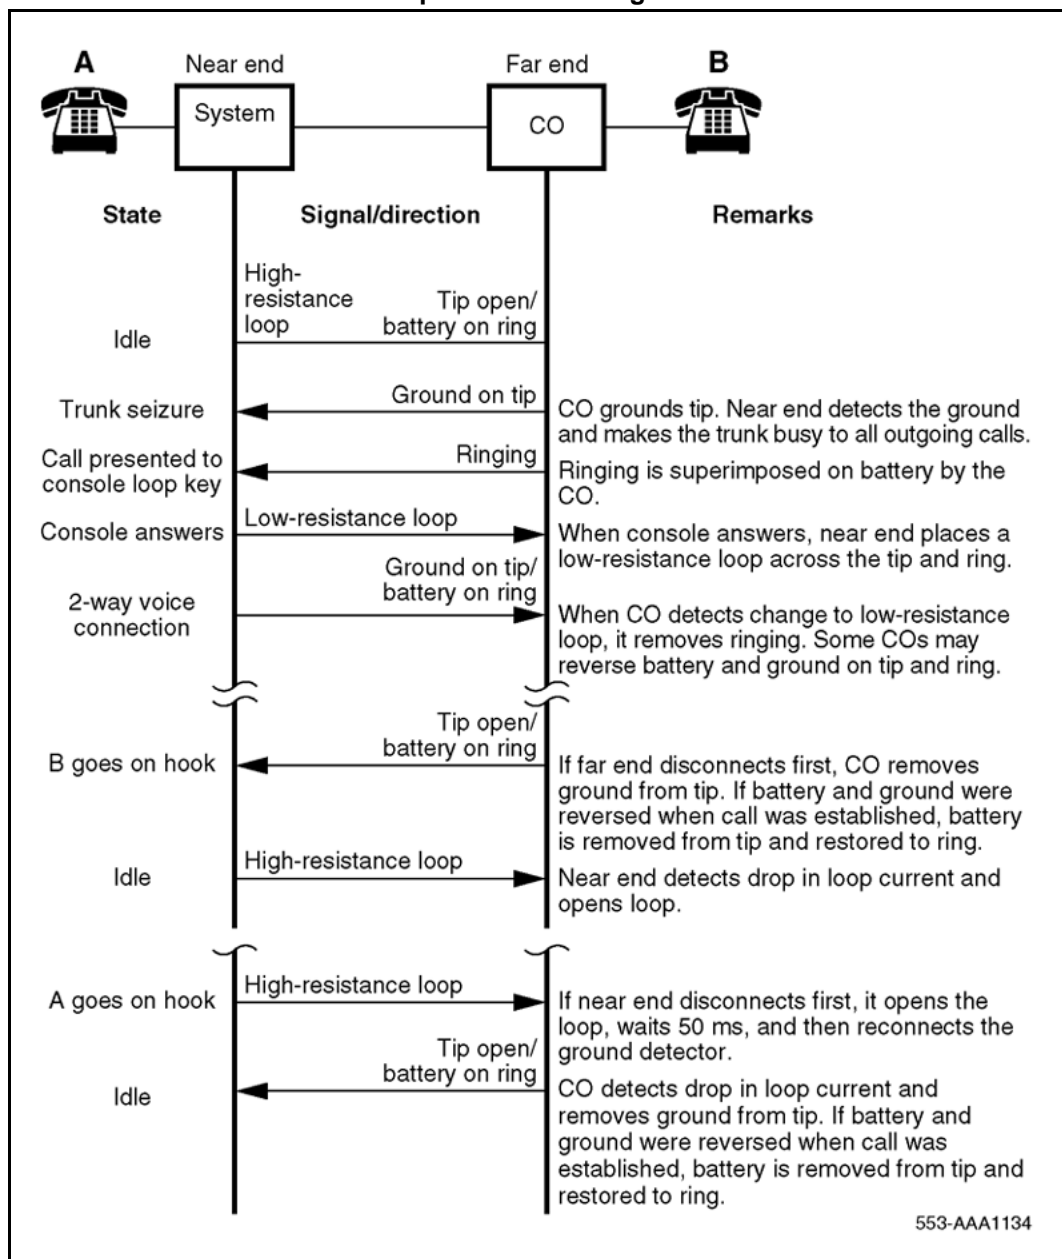 A
Near end
Far end
B
System
CO
State
Signal/direction
Remarks
High-
resistance
loop
Tip open/
battery on ring
Idle
Trunk seizure
Ground on tip
CO grounds tip. Near end detects the ground
and makes the trunk busy to all outgoing calls.
Call presented to
console loop key
Ringing
Ringing is superimposed on battery by the
CO.
Console answers
Low-resistance loop
When console answers, near end places a
low-resistance loop across the tip and ring.
2-way voice
connection
Ground on tip/
battery on ring
When CO detects change to low-resistance
loop, it removes ringing. Some COs may
reverse battery and ground on tip and ring.
B goes on hook
Tip open/
battery on ring
If far end disconnects first, CO removes
ground from tip. If battery and ground were
reversed when call was established, battery
is removed from tip and restored to ring.
Idle
High-resistance loop
Near end detects drop in loop current and
opens loop.
A goes on hook
High-resistance loop
If near end disconnects first, it opens the
loop, waits 50 ms, and then reconnects the
ground detector.
Idle
Tip open/
battery on ring
CO detects drop in loop current and
removes ground from tip. If battery and
ground were reversed when call was
established, battery is removed from tip and
restored to ring.
553-AAA1134